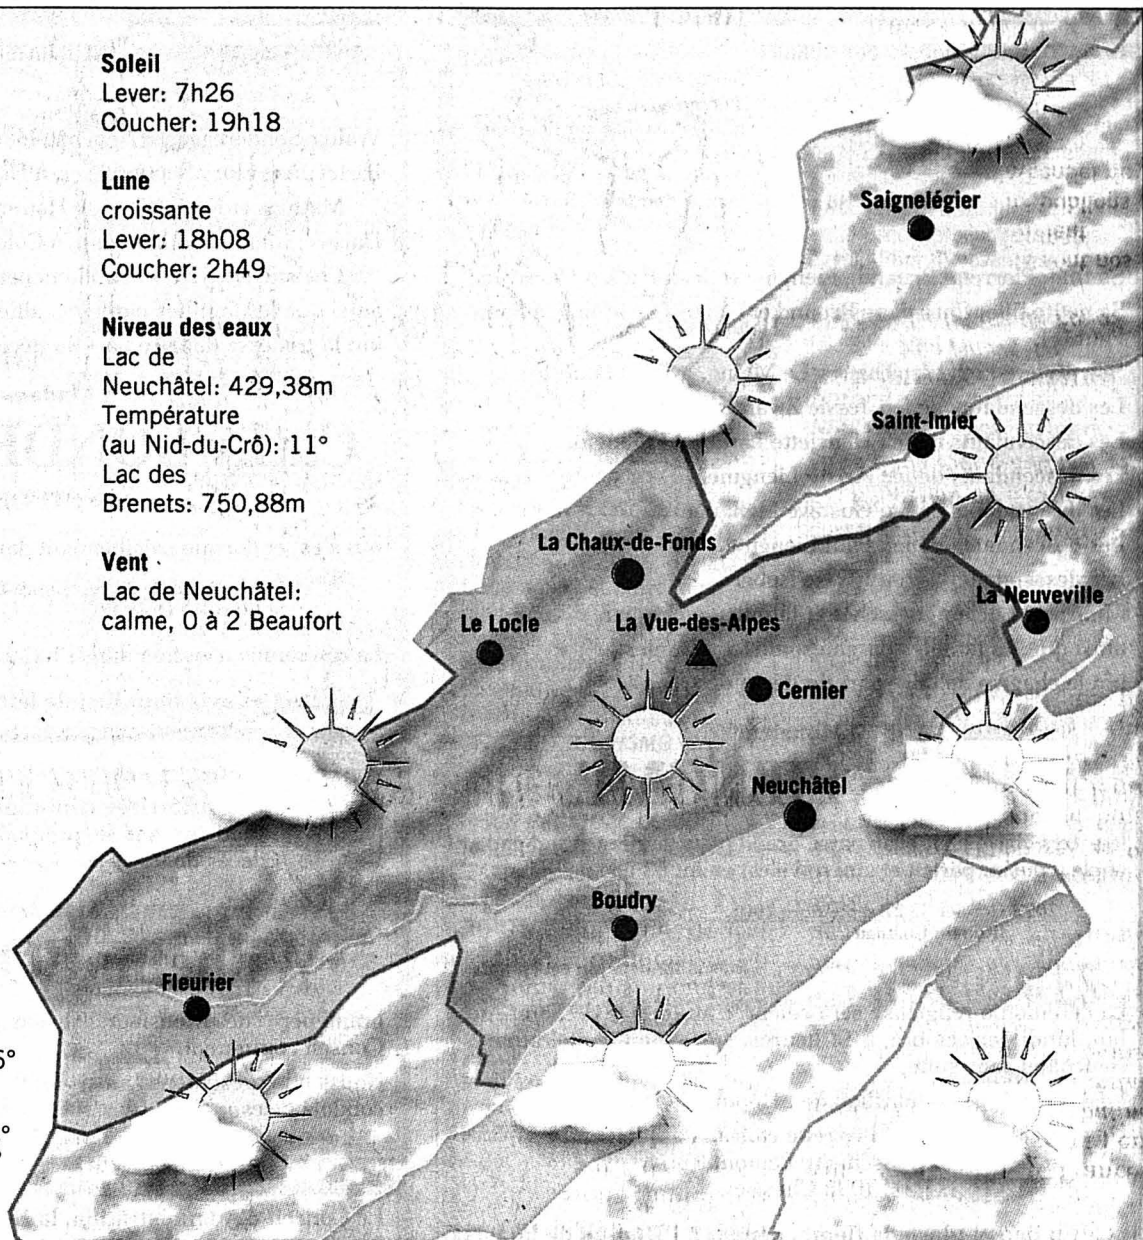 Soleil
Lever: 7h26
Coucher: 19h18
Lune
croissante
Lever: 18h08
Coucher: 2h49
Niveau des eaux
Lac de
Neuchâtel: 429,38m
Température
(au Nid-du-Crô): 11°
Lac des
Brenets: 750,88m
Vent
Lac de Neuchâtel:
calme, 0 à 2 Beaufort
Saignelégier
Saint-Imier
La Chaux-de-Fonds
La Neuveville
Le Locle
La Vue-des-Alpes
Cernier
Neuchâtel
Boudry
Fleurier